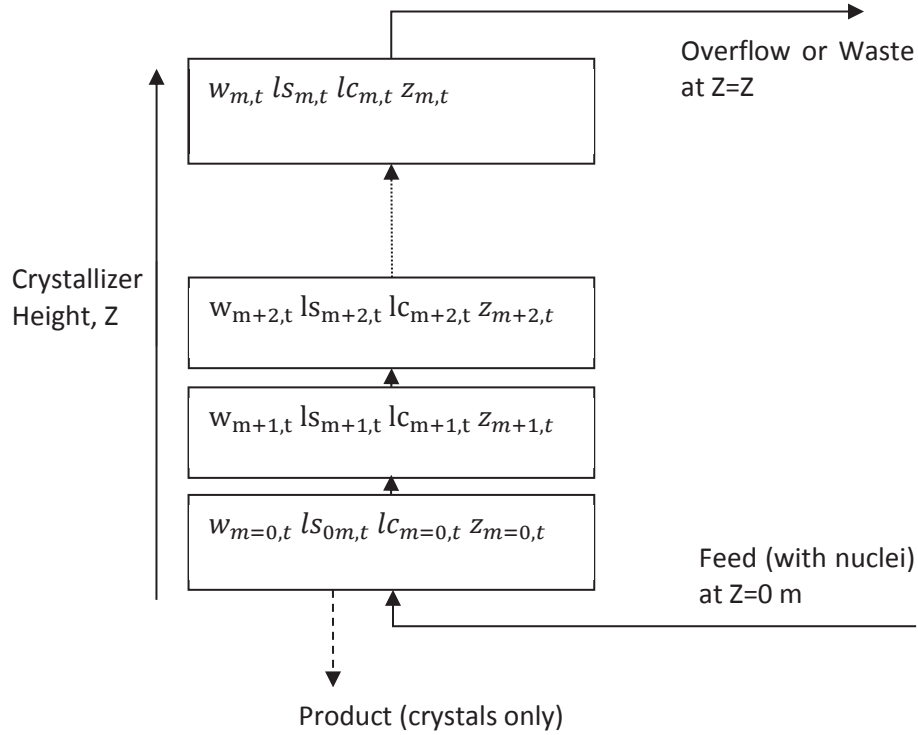 Overflow or Waste
at Z=Z
w_{m,t} ls_{m,t} lc_{m,t} z_{m,t}
Crystallizer
Height, Z
w_{m+2,t} ls_{m+2,t} lc_{m+2,t} z_{m+2,t}
w_{m+1,t} ls_{m+1,t} lc_{m+1,t} z_{m+1,t}
w_{m=0,t} ls_{0m,t} lc_{m=0,t} z_{m=0,t}
Feed (with nuclei)
at Z=0 m
Product (crystals only)